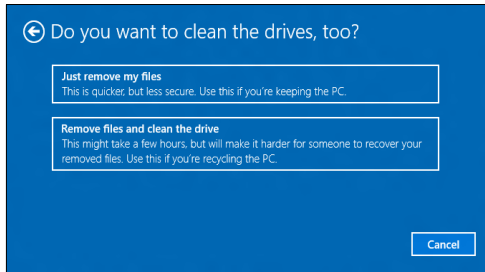 Do you want to clean the drives, too?
Just remove my files
This is quicker, but less secure. Use this if you're keeping the PC.
Remove files and clean the drive
This might take a few hours, but will make it harder for someone to recover your
removed files. Use this if you're recycling the PC.
Cancel